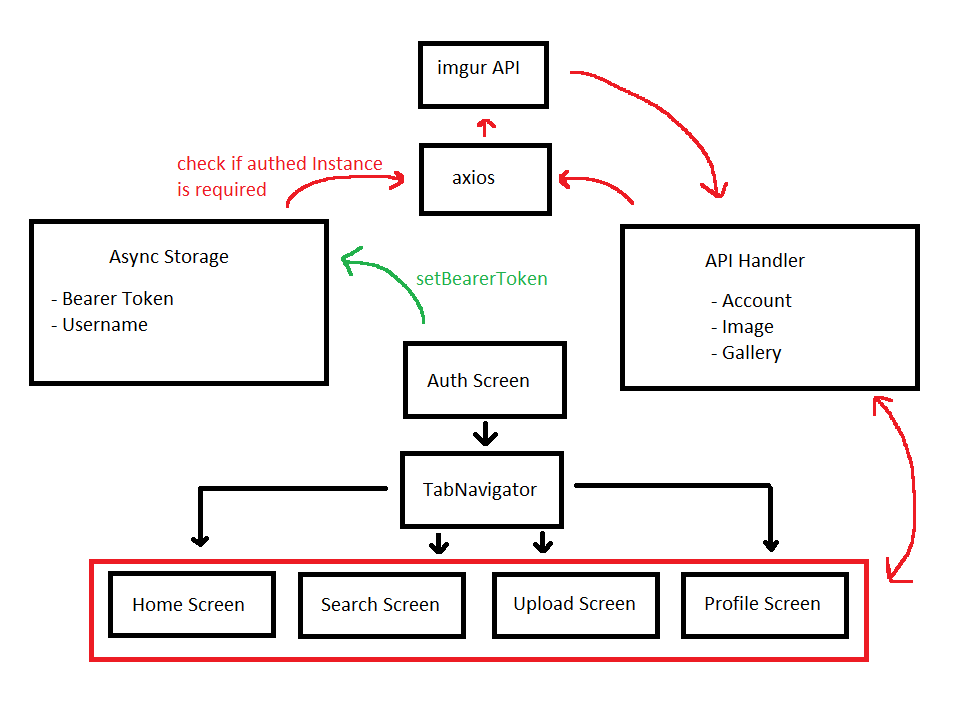 imgur API
check if authed Instance
is required
axios
Async Storage
- Bearer Token
- Username
setBearerToken
API Handler
- Account
- Image
- Gallery
Auth Screen
TabNavigator
Home Screen
Search Screen
Upload Screen
Profile Screen